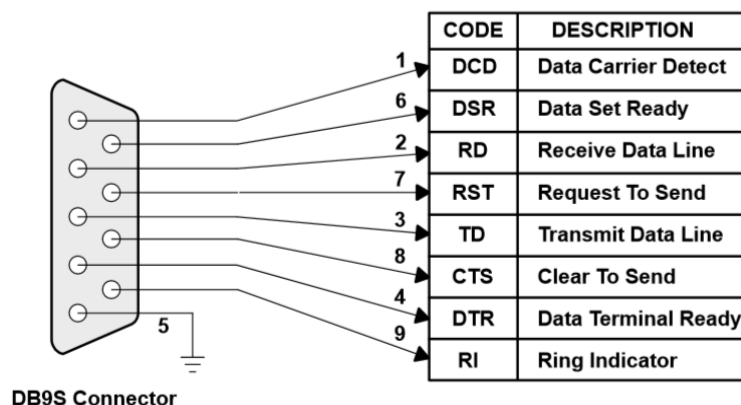 CODE DESCRIPTION
1 DCD Data Carrier Detect
6 DSR Data Set Ready
2 RD Receive Data Line
7 RST Request To Send
3 TD Transmit Data Line
8 CTS Clear To Send
4 DTR Data Terminal Ready
9 RI Ring Indicator
5
DB9S Connector